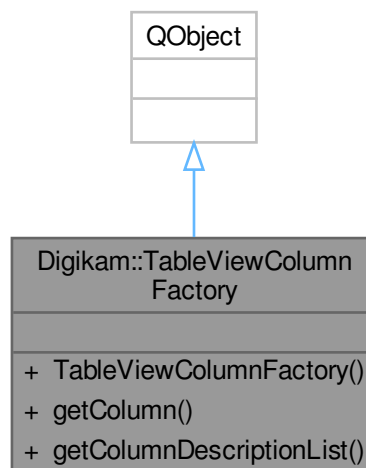 QObject
Digikam::TableViewColumn
Factory
+ TableViewColumnFactory()
+ getColumn()
+ getColumnDescriptionList()